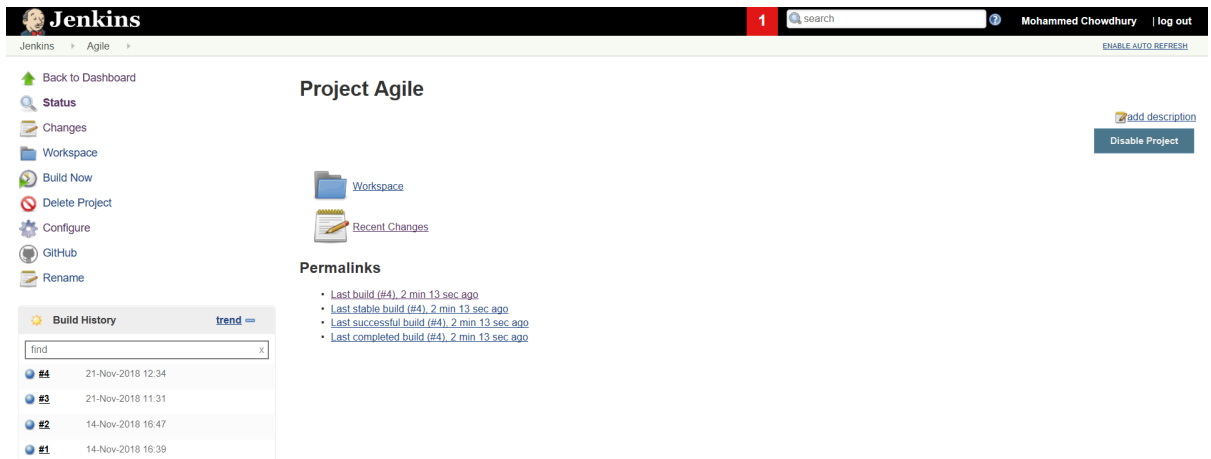 Jenkins
1
search
Mohammed Chowdhury | log out
Jenkins Agile
ENABLE AUTO REFRESH
Back to Dashboard
Status
Changes
Workspace
Build Now
Delete Project
Configure
GitHub
Rename
Build History trend
find x
#4 21-Nov-2018 12:34
#3 21-Nov-2018 11:31
#2 14-Nov-2018 16:47
#1 14-Nov-2018 16:39
Project Agile
add description
Disable Project
Workspace
Recent Changes
Permalinks
Last build (#4), 2 min 13 sec ago
Last stable build (#4), 2 min 13 sec ago
Last successful build (#4), 2 min 13 sec ago
Last completed build (#4), 2 min 13 sec ago